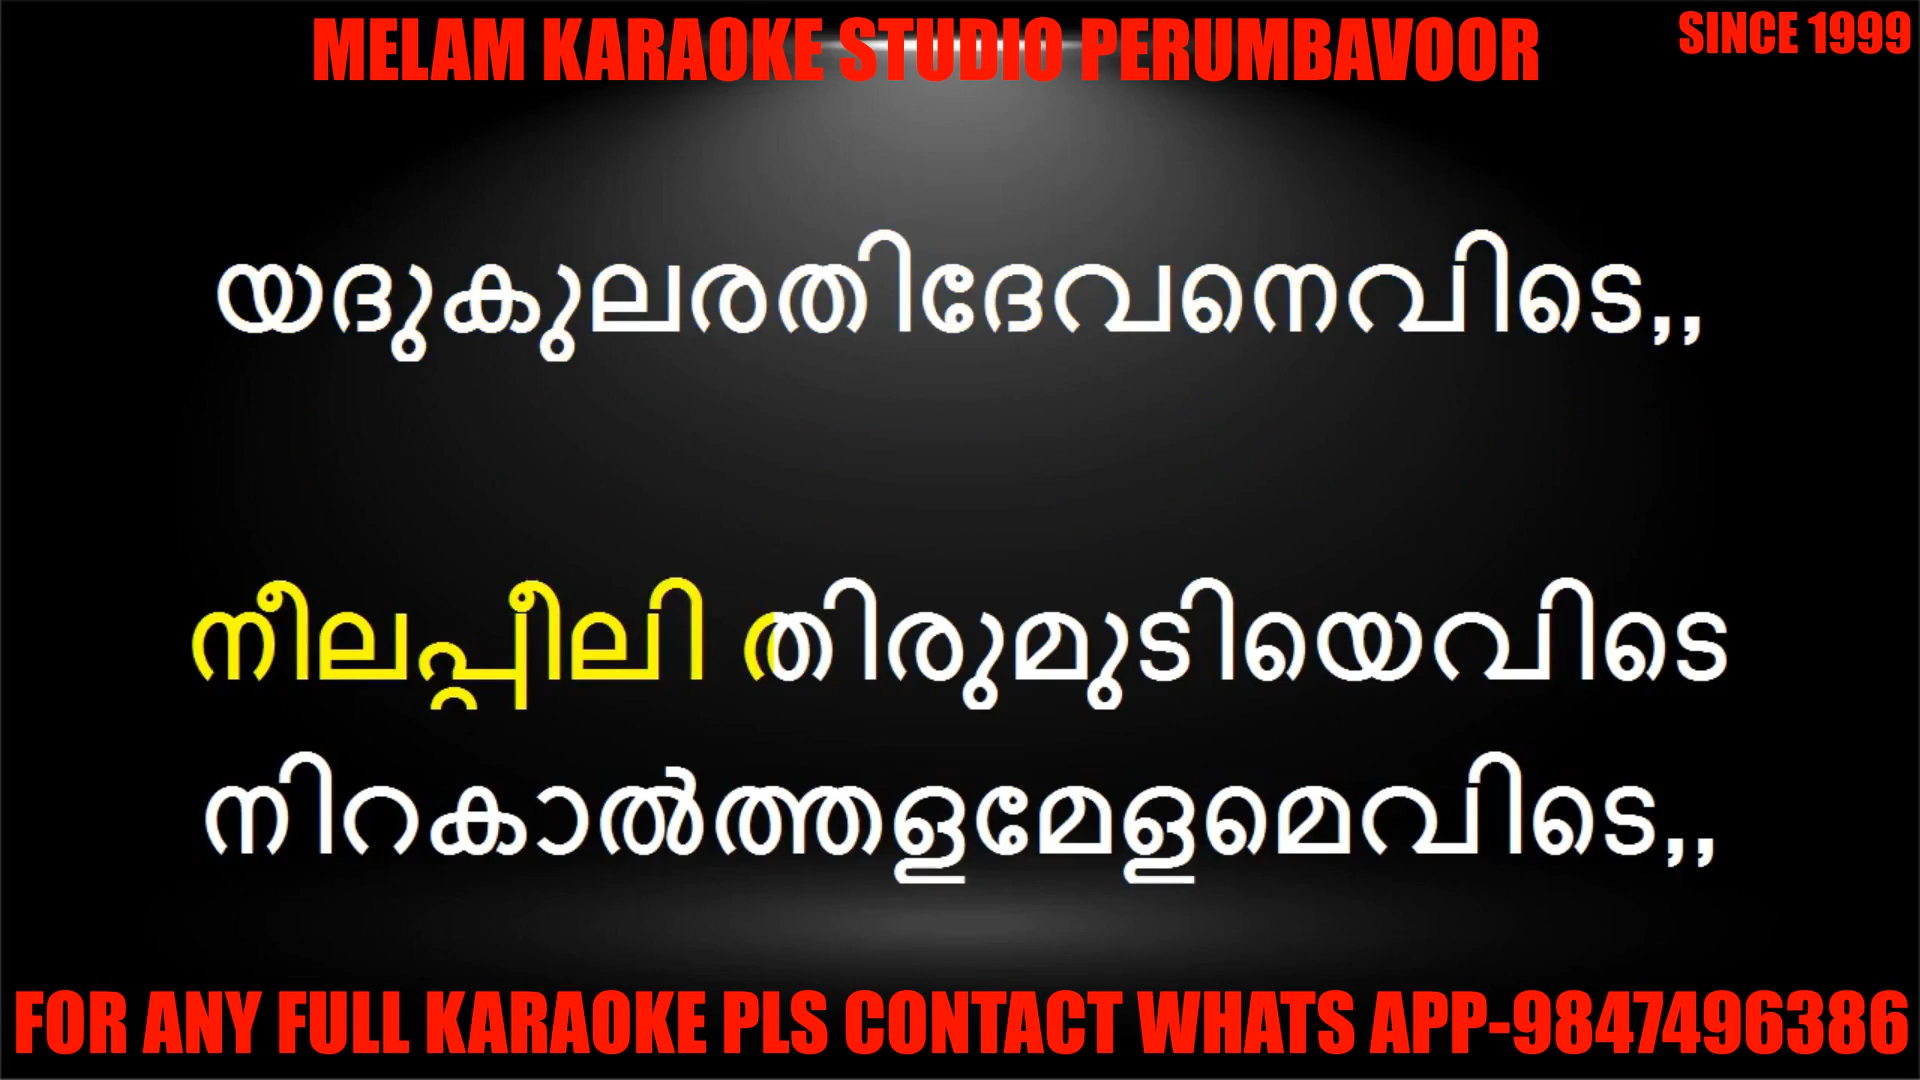 MELAM KARAOKE STUDIO PERUMBAVOOR
SINCE 1999
യദുകുലരതിദേവനെവിടെ,,
നീലപ്പീലി തിരുമുടിയെവിടെ
നിറകാൽത്തളമേളമെവിടെ,,
FOR ANY FULL KARAOKE PLS CONTACT WHATS APP-9847496386